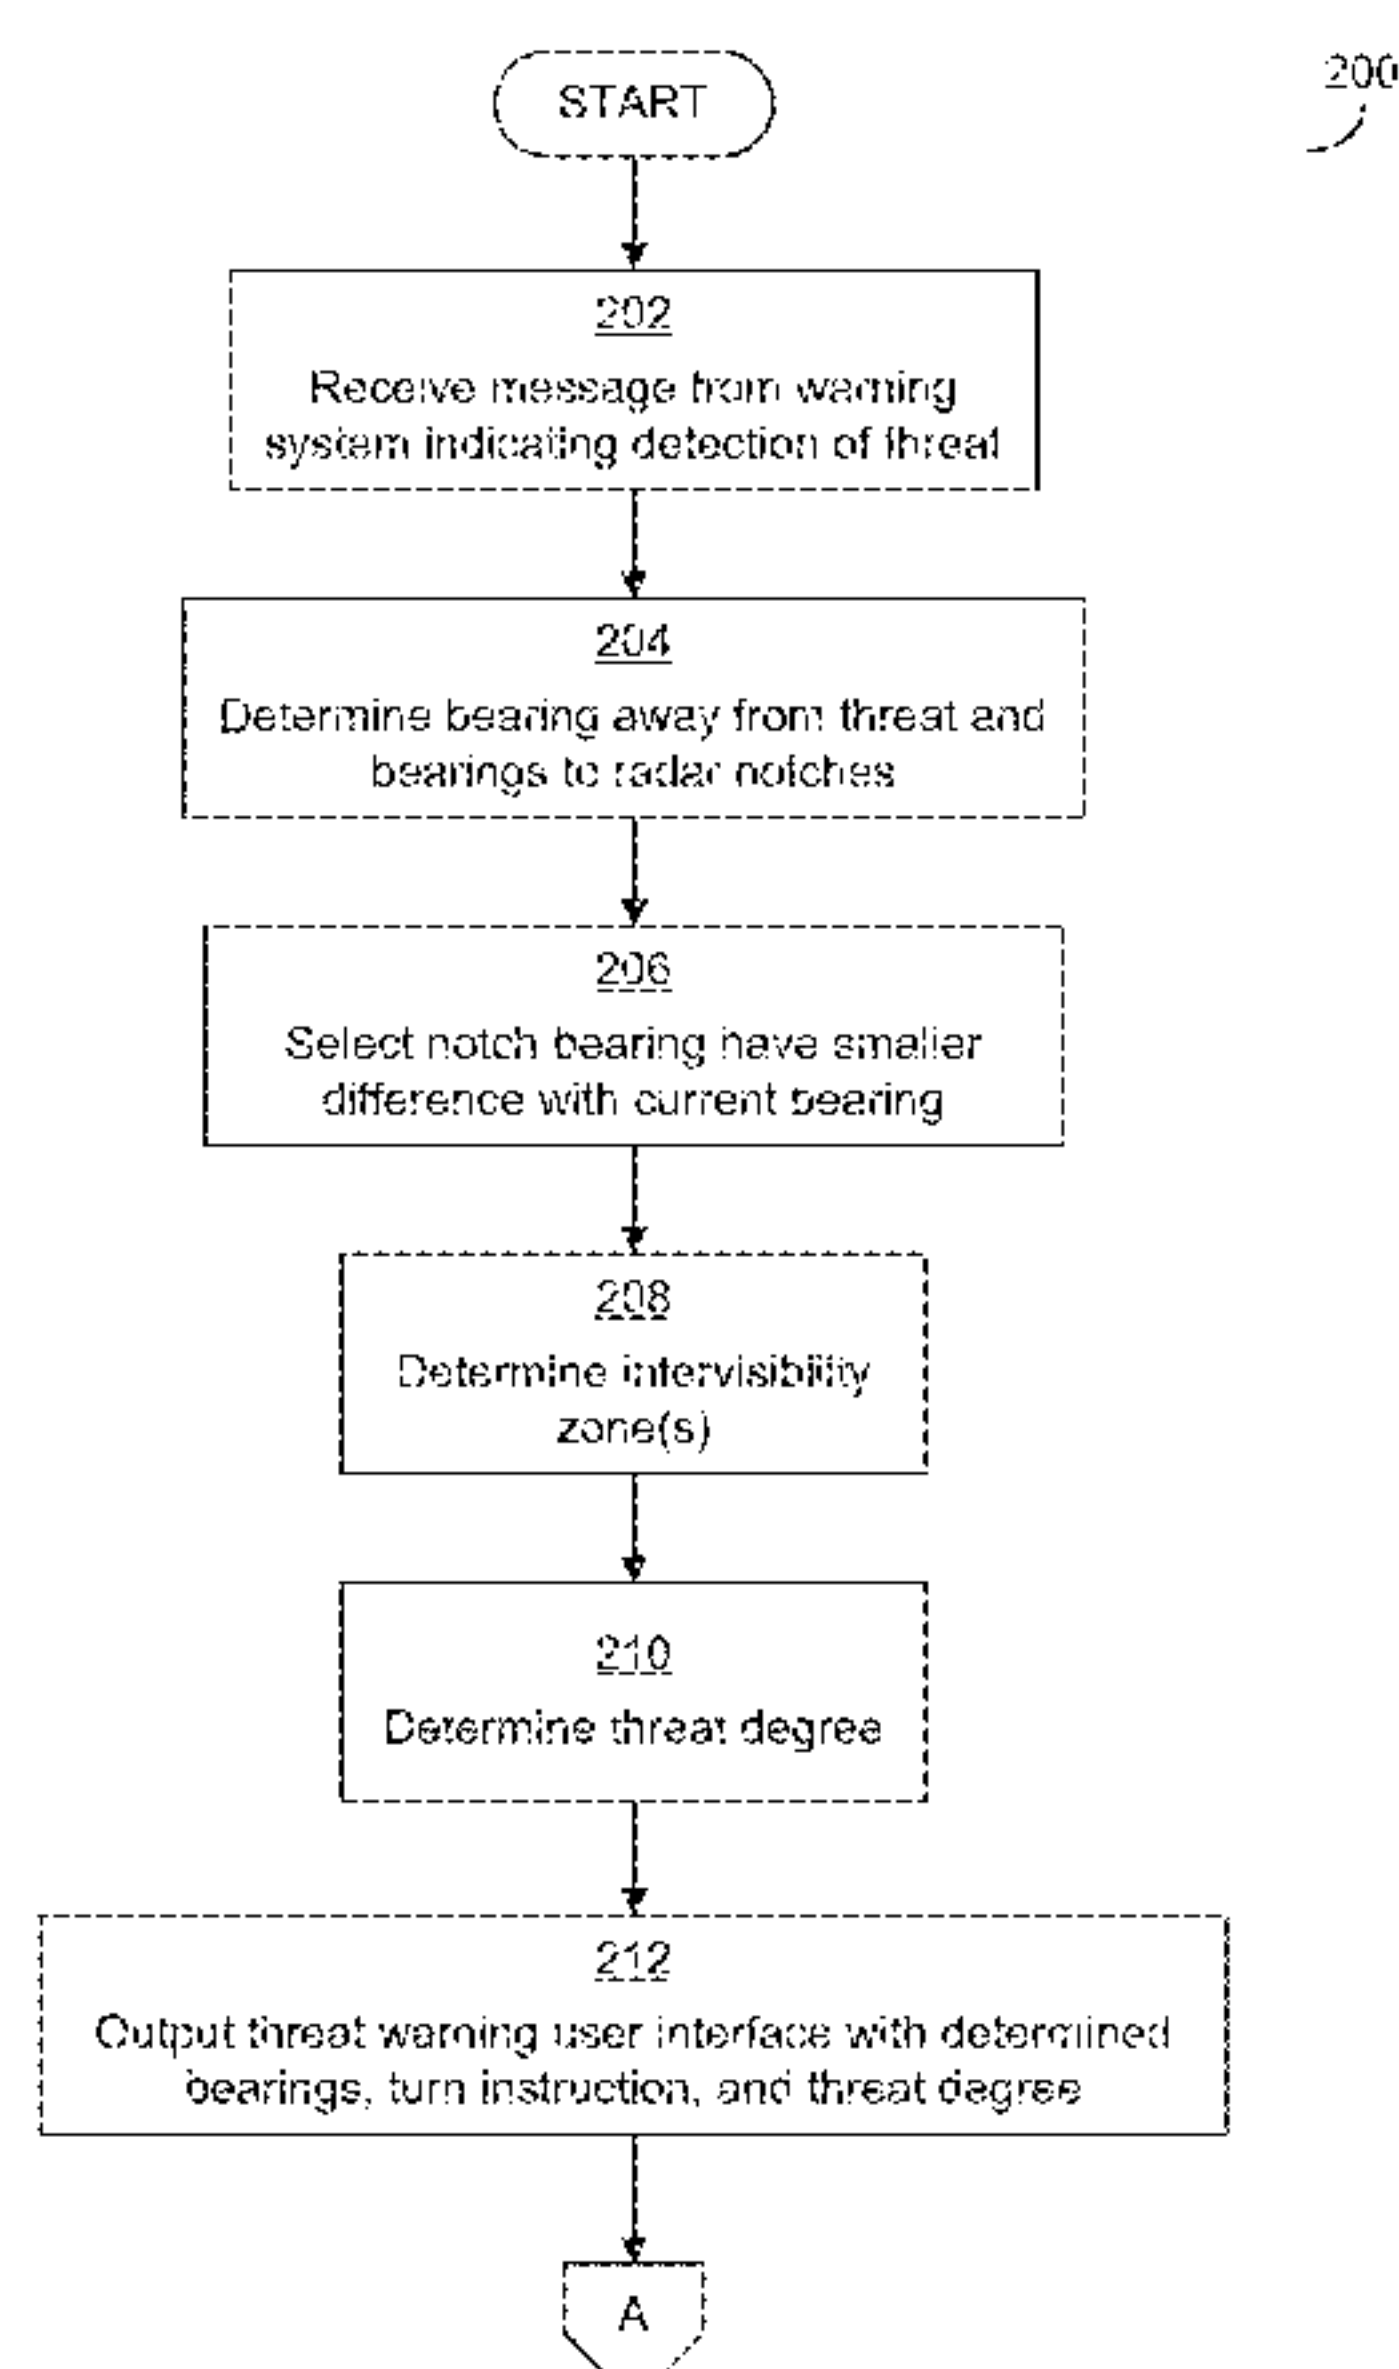 START
200
202
Receive message from warning
system indicating detection of threat
204
Determine bearing away from threat and
bearings to radar notches
206
Select notch bearing have smaller
difference with current bearing
208
Determine intervisibility
zone(s)
210
Determine threat degree
212
Output threat warning user interface with determined
bearings, turn instruction, and threat degree
A